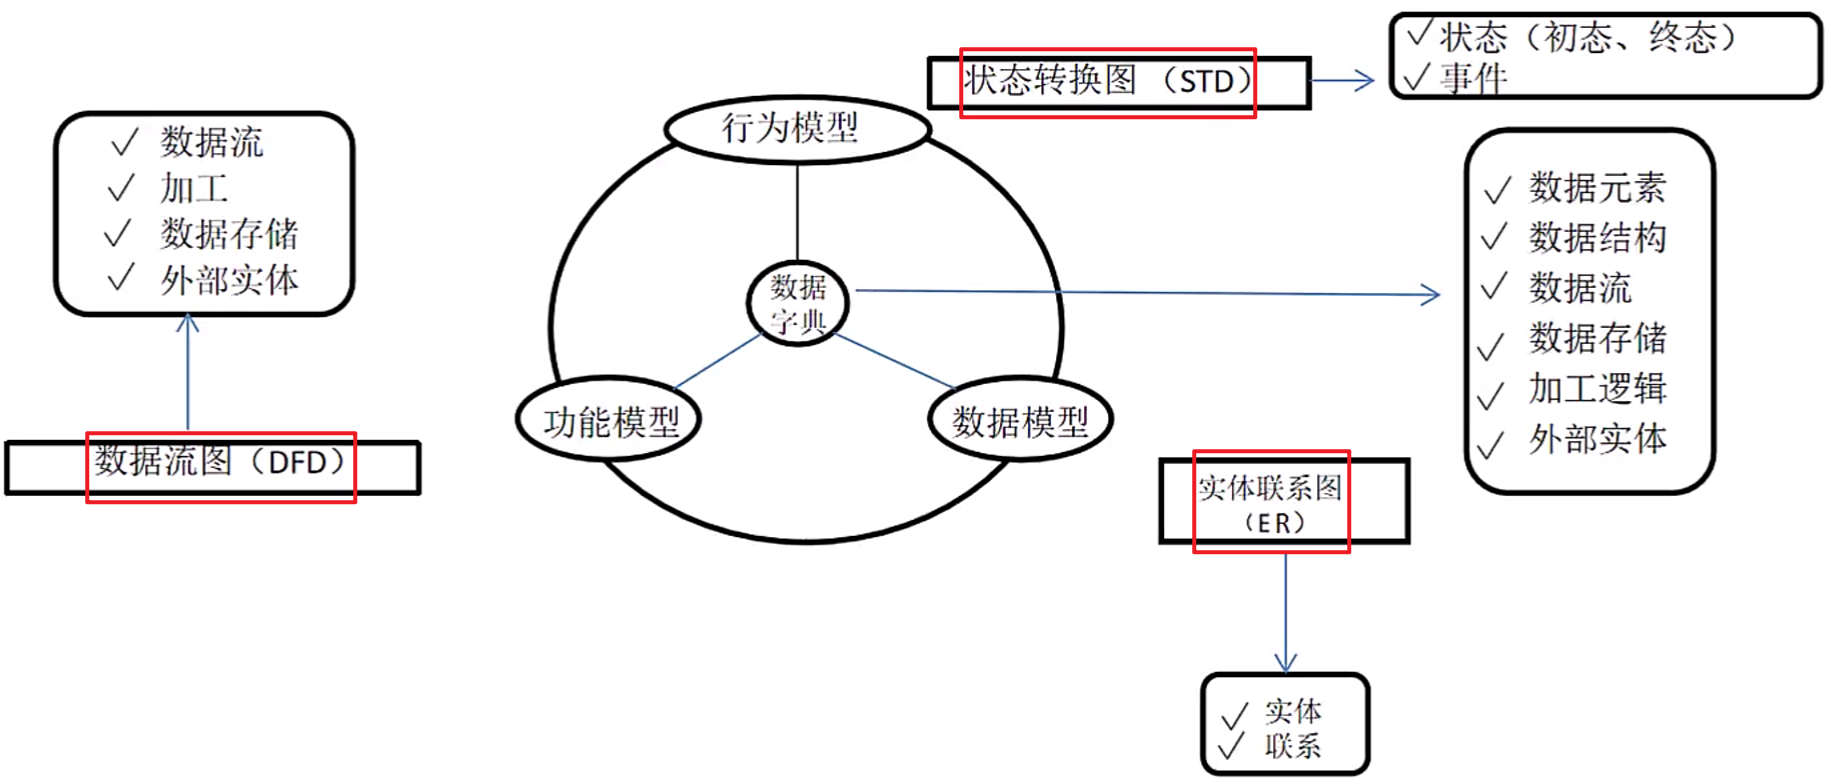 状态转换图（STD）
✓状态（初态、终态）
✓事件
行为模型
✓ 数据流
✓ 加工
✓ 数据存储
✓ 外部实体
数据
字典
✓ 数据元素
✓ 数据结构
✓ 数据流
✓ 数据存储
✓ 加工逻辑
✓ 外部实体
功能模型
数据模型
数据流图（DFD）
实体联系图
（ER）
✓ 实体
✓ 联系